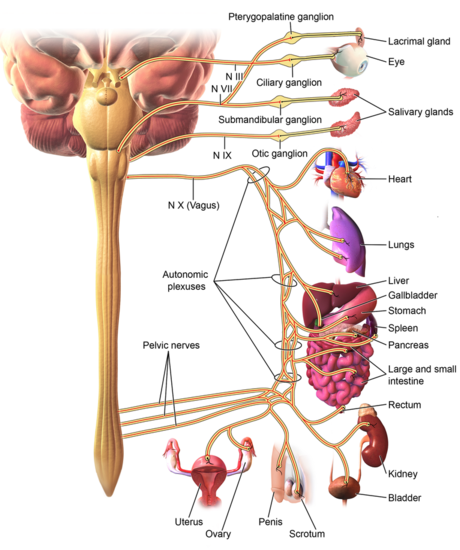 Pterygopalatine ganglion
Lacrimal gland
Eye
N III
Ciliary ganglion
N VII
Submandibular ganglion
Salivary glands
N IX
Otic ganglion
Heart
N X (Vagus)
Lungs
Autonomic
plexuses
Liver
Gallbladder
Stomach
Spleen
Pancreas
Pelvic nerves
Large and small
intestine
Rectum
Kidney
Bladder
Uterus
Ovary
Penis
Scrotum